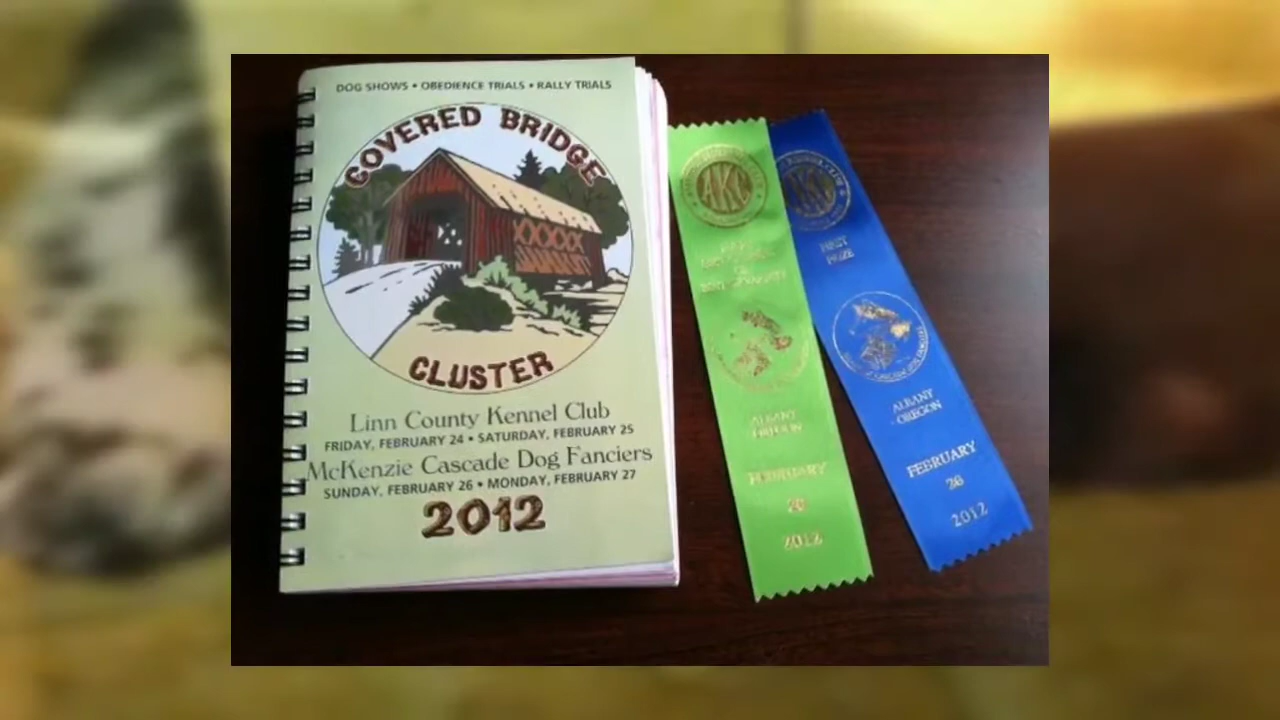 DOG SHOWS • OBEDIENCE TRIALS • RALLY TRIALS
COVERED BRIDGE
CLUSTER
Linn County Kennel Club
FRIDAY, FEBRUARY 24 • SATURDAY, FEBRUARY 25
McKenzie Cascade Dog Fanciers
SUNDAY, FEBRUARY 26 • MONDAY, FEBRUARY 27
2012
AKC
ALBANY
OREGON
FEBRUARY
26
2012
AKC
FIRST
PRIZE
ALBANY
OREGON
FEBRUARY
26
2012